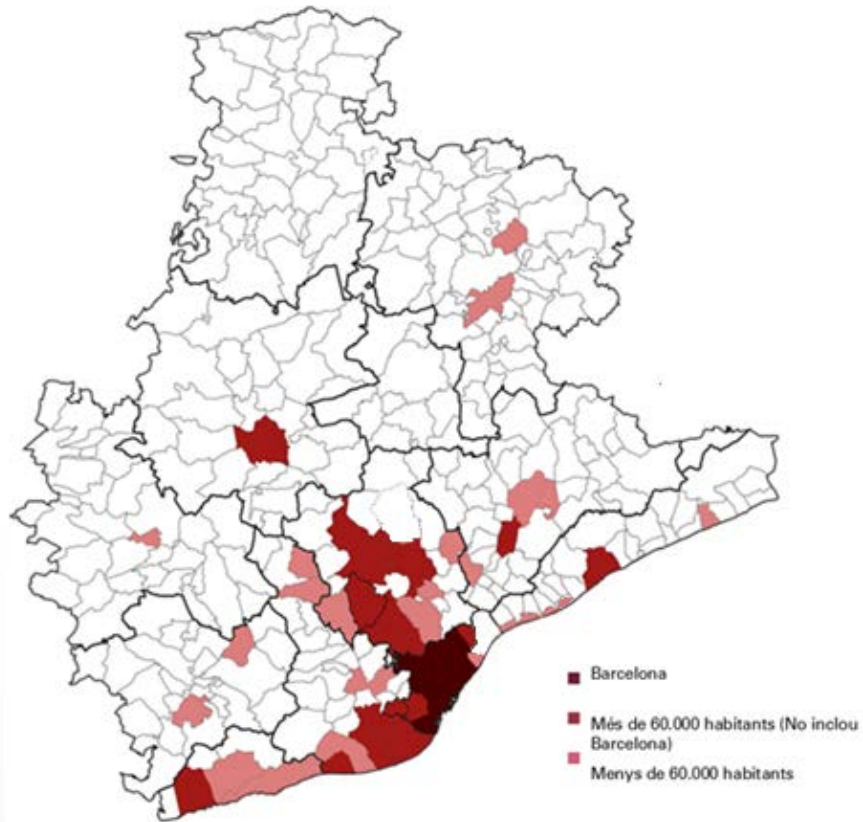 Barcelona
Més de 60.000 habitants (No inclou
Barcelona)
Menys de 60.000 habitants